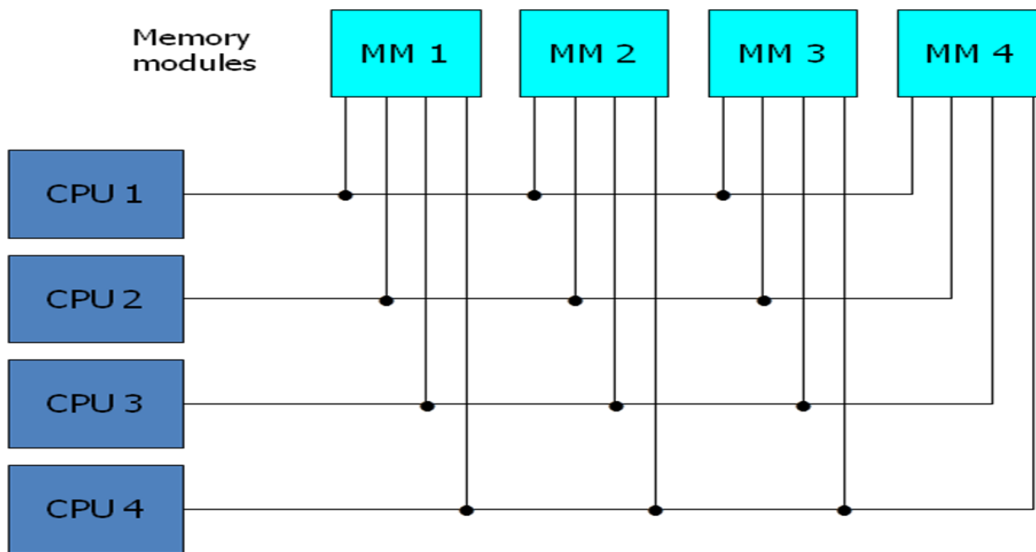 Memory
modules
MM 1
MM 2
MM 3
MM 4
CPU 1
CPU 2
CPU 3
CPU 4